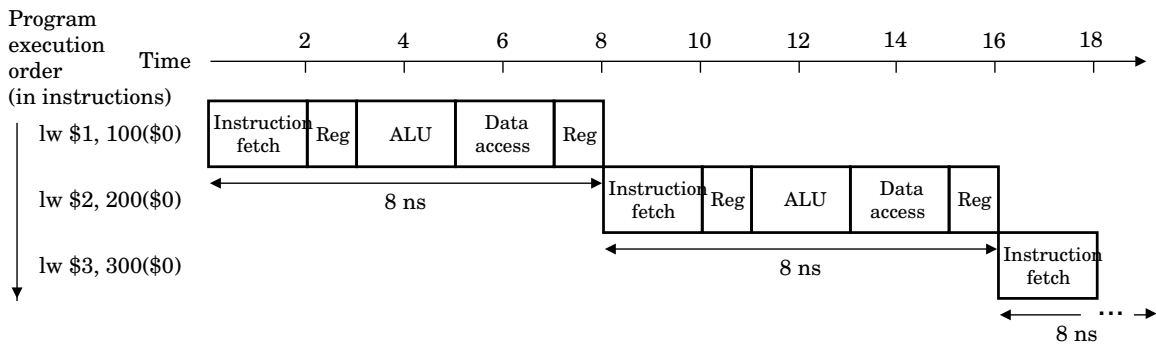 Program
execution
order
(in instructions)
Time
2 4 6 8 10 12 14 16 18
lw $1, 100($0)
Instruction
fetch
Reg
ALU
Data
access
Reg
8 ns
lw $2, 200($0)
Instruction
fetch
Reg
ALU
Data
access
Reg
8 ns
lw $3, 300($0)
Instruction
fetch
...
8 ns